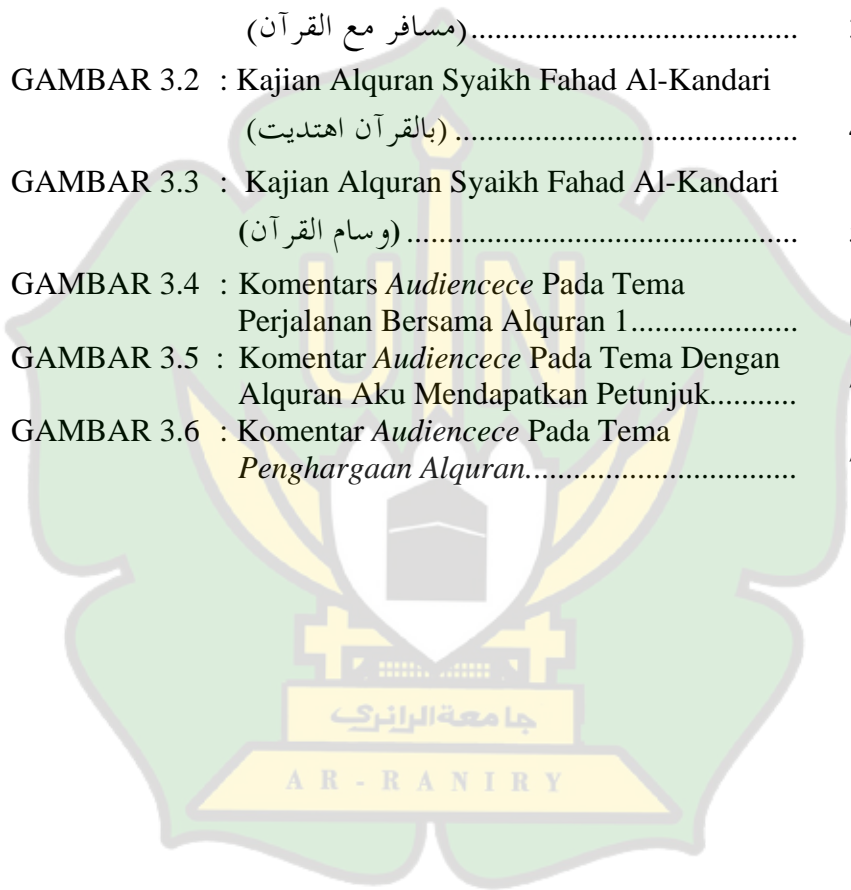 (مسافر مع القرآن).......................................
GAMBAR 3.2 : Kajian Alquran Syaikh Fahad Al-Kandari
(بالقرآن اهتديت) .........................................
GAMBAR 3.3 : Kajian Alquran Syaikh Fahad Al-Kandari
(وسام القرآن) ...............................................
GAMBAR 3.4 : Komentars Audiencece Pada Tema
Perjalanan Bersama Alquran 1.....................
GAMBAR 3.5 : Komentar Audiencece Pada Tema Dengan
Alquran Aku Mendapatkan Petunjuk...........
GAMBAR 3.6 : Komentar Audiencece Pada Tema
Penghargaan Alquran.................................
UIN
جامعة الرانري
AR-RANIRY